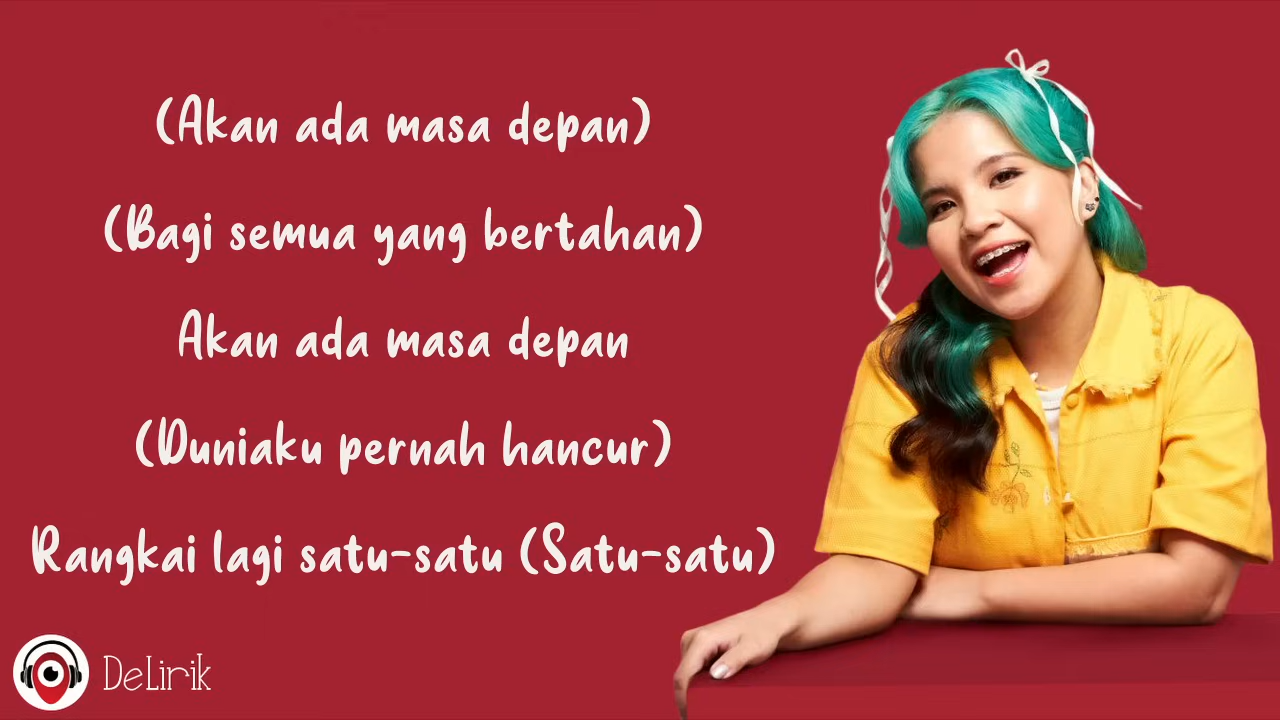 (Akan ada masa depan)
(Bagi semua yang bertahan)
Akan ada masa depan
(Duniaku pernah hancur)
Rangkai lagi satu-satu (Satu-satu)
DeLirik